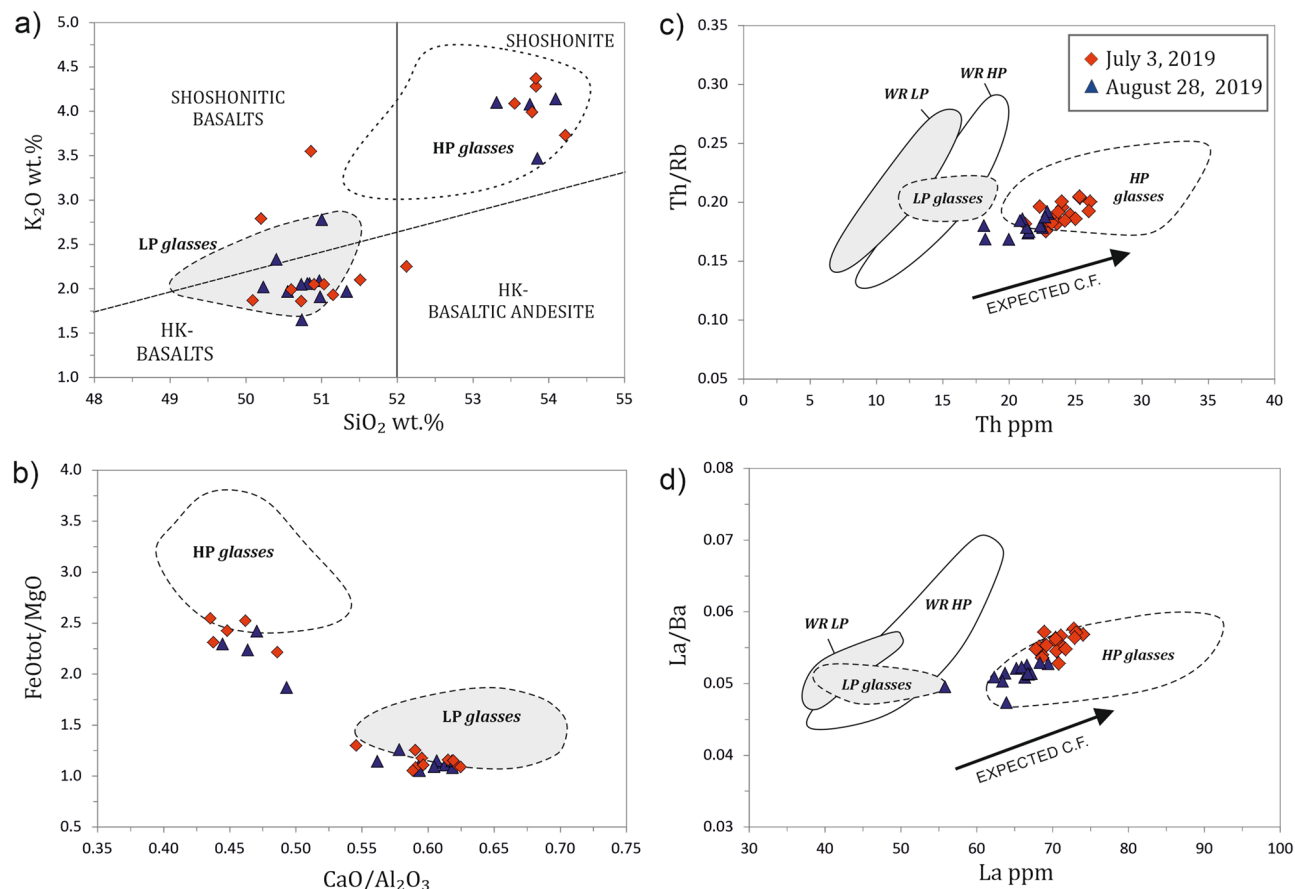 a)
K₂O wt.%
5.0
4.5
4.0
3.5
3.0
2.5
2.0
1.5
1.0
SHOSHONITE
SHOSHONITIC
BASALTS
HP glasses
LP glasses
HK-
BASALTS
HK-
BASALTIC ANDESITE
48 49 50 51 52 53 54 55
SiO₂ wt.%
c)
Th/Rb
0.35
0.30
0.25
0.20
0.15
0.10
0.05
July 3, 2019
August 28, 2019
WR HP
WR LP
LP glasses
HP
glasses
EXPECTED C.F.
0 5 10 15 20 25 30 35 40
Th ppm
b)
FeOtot/MgO
4.0
3.5
3.0
2.5
2.0
1.5
1.0
0.5
HP glasses
LP glasses
0.35 0.40 0.45 0.50 0.55 0.60 0.65 0.70 0.75
CaO/Al₂O₃
d)
La/Ba
0.08
0.07
0.06
0.05
0.04
0.03
WR HP
WR LP
LP glasses
HP glasses
EXPECTED C.F.
30 40 50 60 70 80 90 100
La ppm